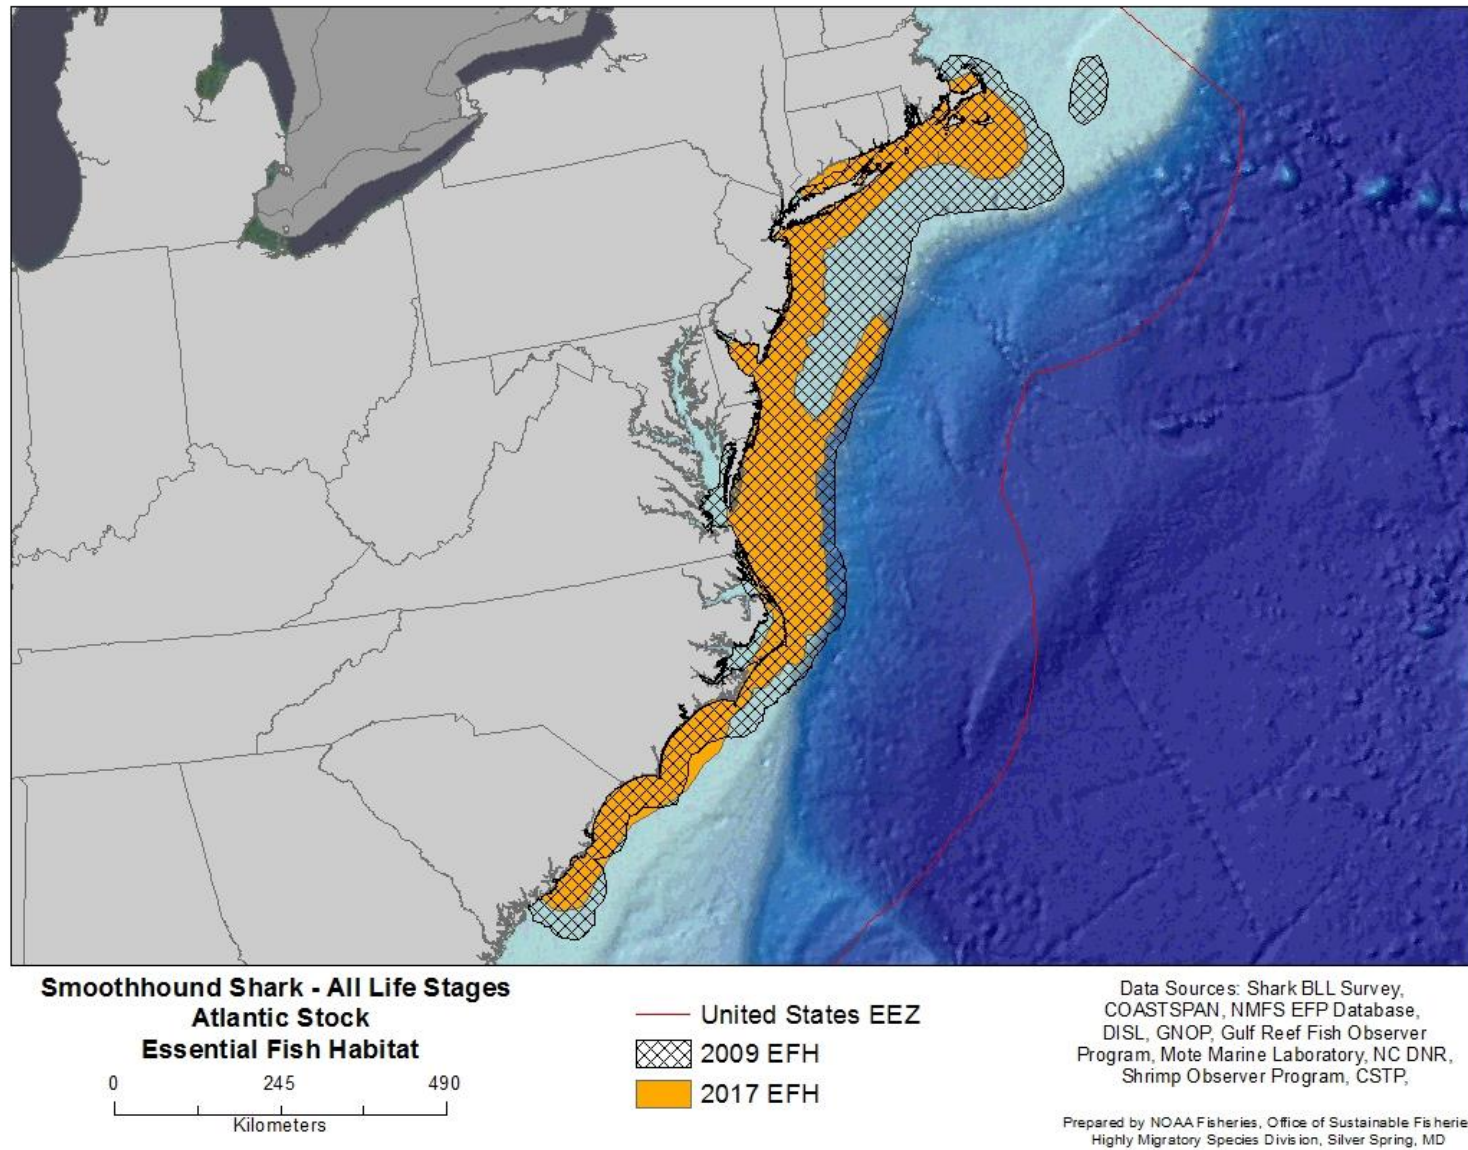 Smoothhound Shark - All Life Stages
Atlantic Stock
Essential Fish Habitat
0 245 490
Kilometers
United States EEZ
2009 EFH
2017 EFH
Data Sources: Shark BLL Survey,
COASTSPAN, NMFS EFP Database,
DISL, GNOP, Gulf Reef Fish Observer
Program, Mote Marine Laboratory, NC DNR,
Shrimp Observer Program, CSTP,
Prepared by NOAA Fisheries, Office of Sustainable Fisherie
Highly Migratory Species Division, Silver Spring, MD